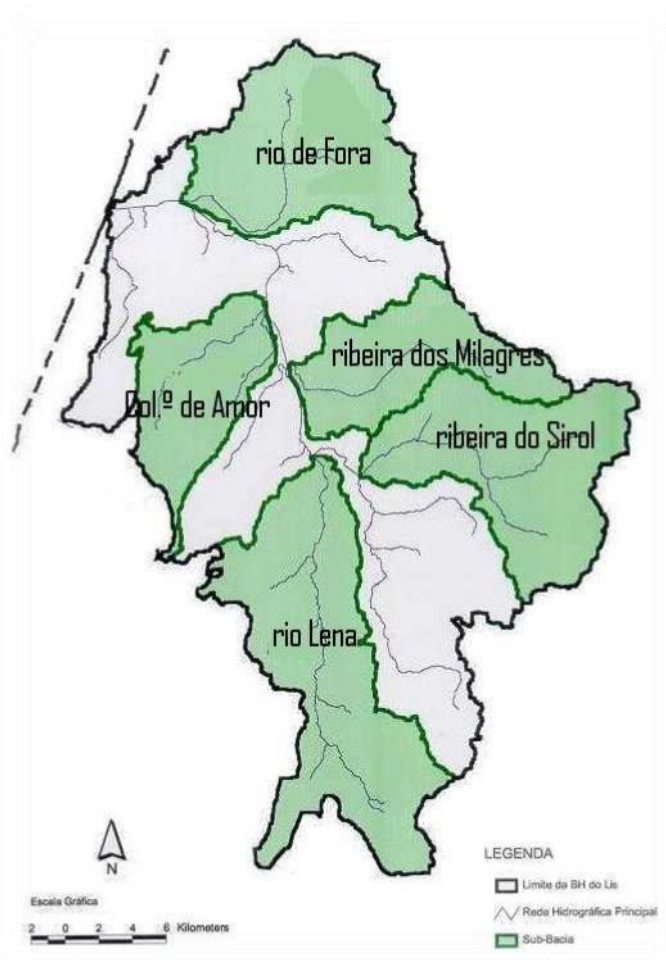 rio de Fora
ribeira dos Milagres
Col.º de Amor
ribeira do Sirol
rio Lena
N
LEGENDA
Limite da BH do Lis
Rede Hidrográfica Principal
Sub-Bacia
Escala Gráfica
2 0 2 4 6 Kilometers